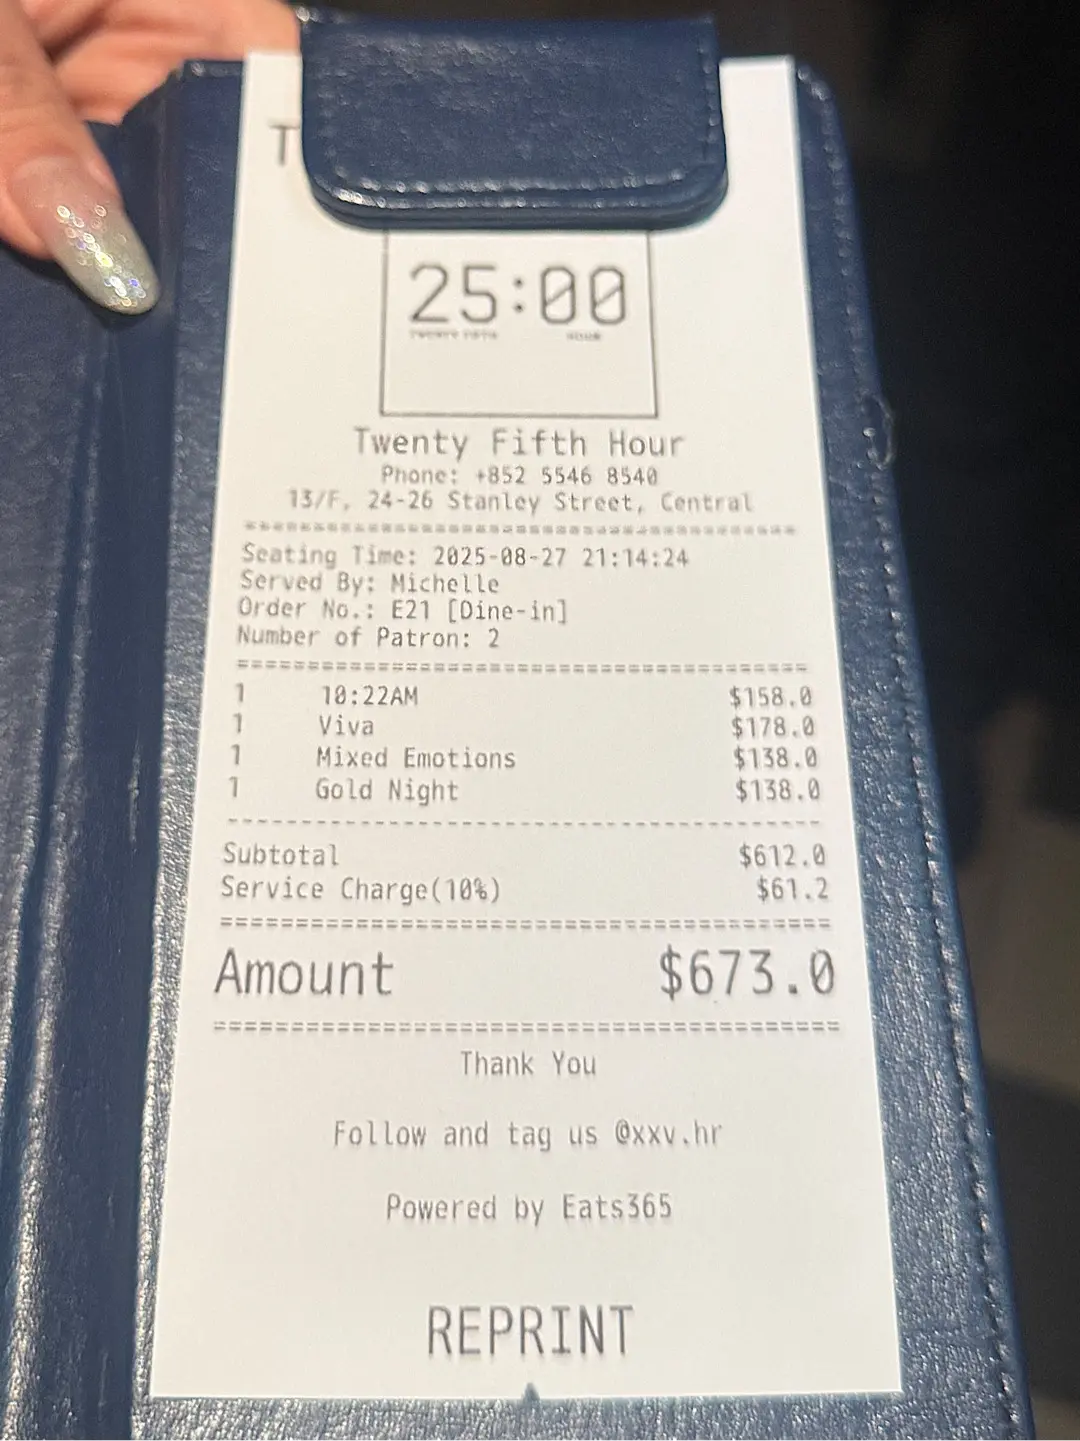 T
25:00
TWENTY FIFTH HOUR
Twenty Fifth Hour
Phone: +852 5546 8540
13/F, 24-26 Stanley Street, Central
Seating Time: 2025-08-27 21:14:24
Served By: Michelle
Order No.: E21 [Dine-in]
Number of Patron: 2
1 10:22AM $158.0
1 Viva $178.0
1 Mixed Emotions $138.0
1 Gold Night $138.0
Subtotal $612.0
Service Charge(10%) $61.2
Amount $673.0
Thank You
Follow and tag us @xxv.hr
Powered by Eats365
REPRINT